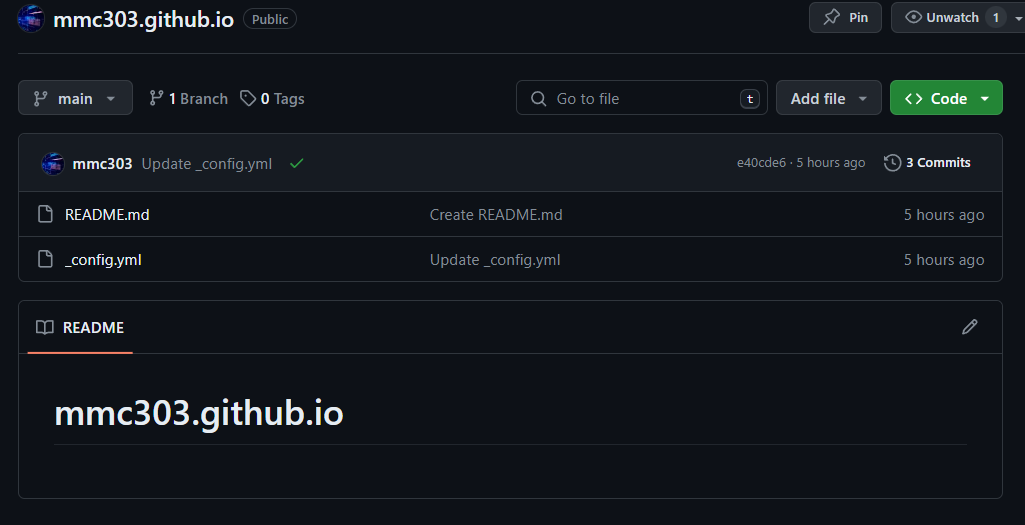 mmc303.github.io Public Pin Unwatch 1
main 1 Branch 0 Tags Go to file t Add file Code
mmc303 Update _config.yml e40cde6 · 5 hours ago 3 Commits
README.md Create README.md 5 hours ago
_config.yml Update _config.yml 5 hours ago
README
mmc303.github.io